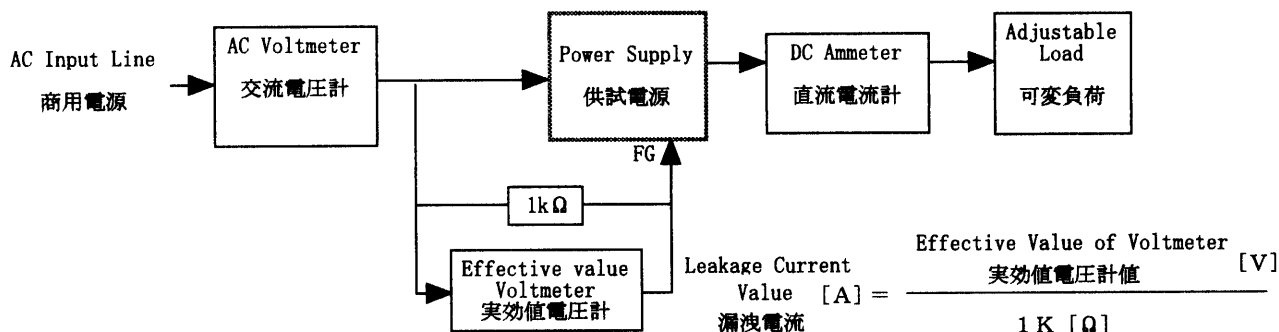 AC Input Line
商用電源
AC Voltmeter
交流電圧計
Power Supply
供試電源
DC Ammeter
直流電流計
Adjustable
Load
可変負荷
FG
1kΩ
Effective value
Voltmeter
実効値電圧計
Leakage Current
Value [A] =
漏洩電流
Effective Value of Voltmeter
実効値電圧計値 [V]
1 K [Ω]